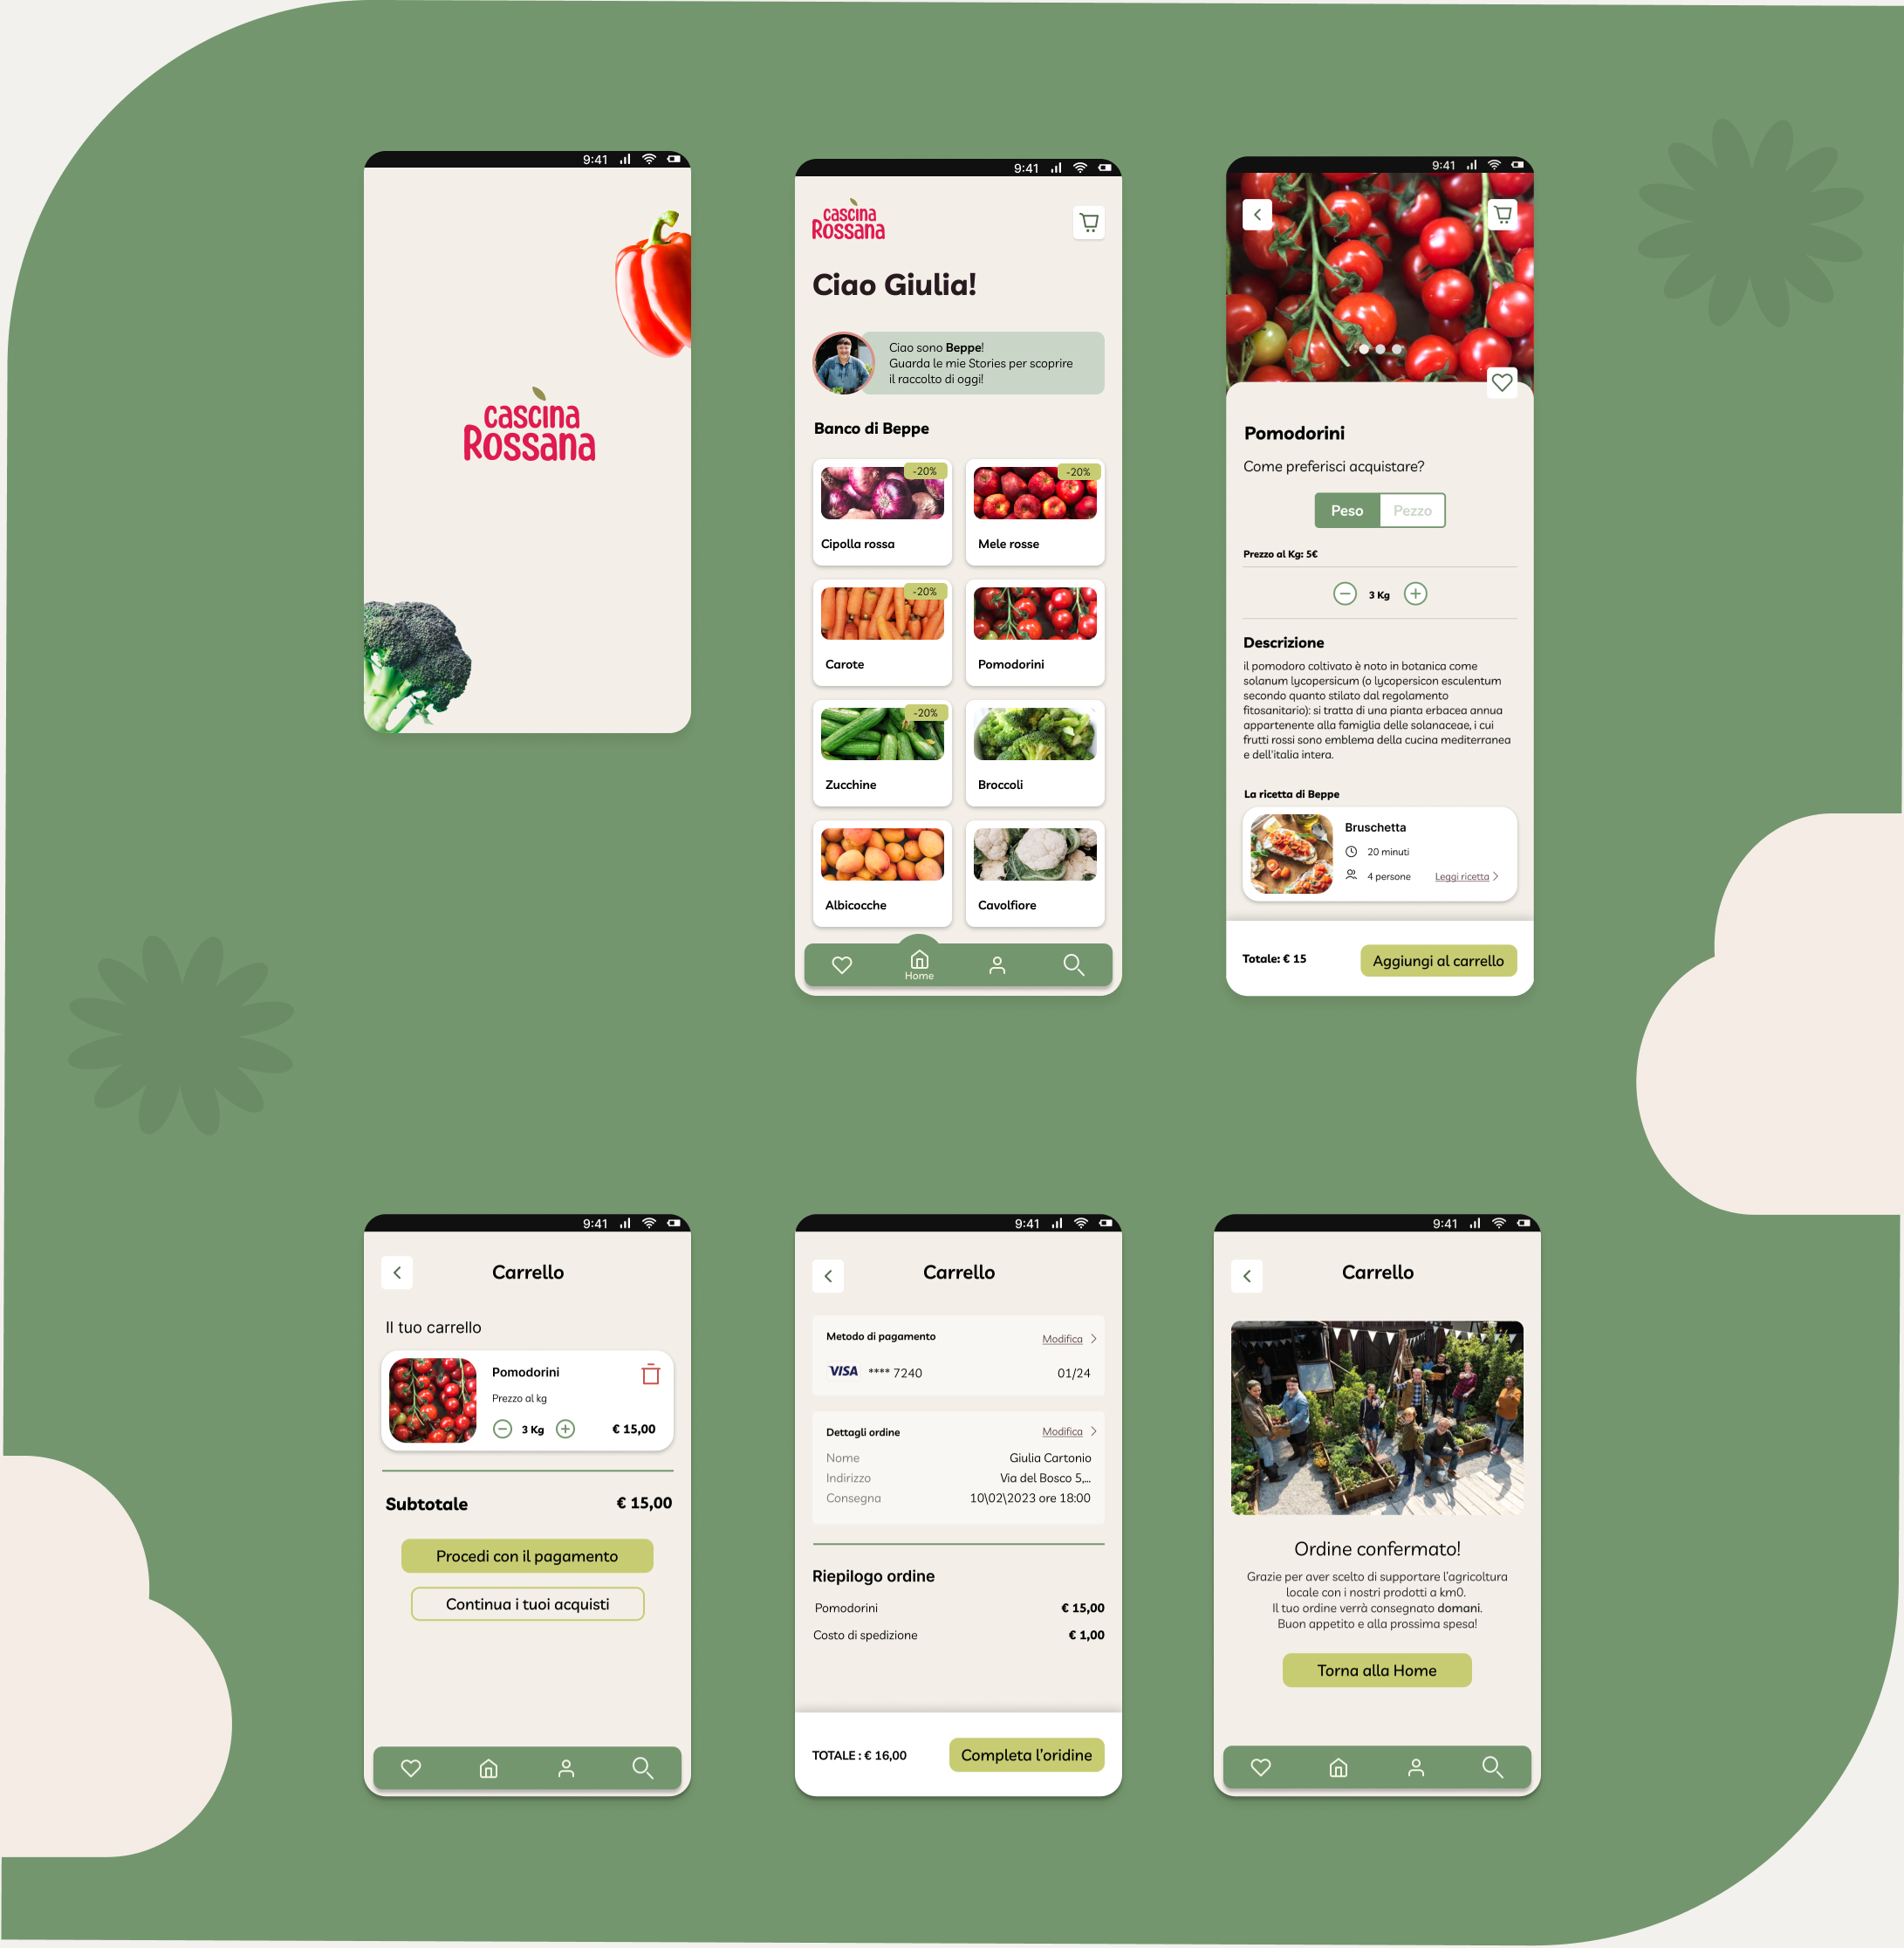 9:41
cascina
Rossana
9:41
cascina
Rossana
Ciao Giulia!
Ciao sono Beppe!
Guarda le mie Stories per scoprire
il raccolto di oggi!
Banco di Beppe
-20%
Cipolla rossa
-20%
Mele rosse
-20%
Carote
Pomodorini
-20%
Zucchine
Broccoli
Albicocche
Cavolfiore
Home
9:41
Pomodorini
Come preferisci acquistare?
Peso
Pezzo
Prezzo al Kg: 5€
3 Kg
Descrizione
il pomodoro coltivato è noto in botanica come
solanum lycopersicum (o lycopersicon esculentum
secondo quanto stilato dal regolamento
fitosanitario): si tratta di una pianta erbacea annua
appartenente alla famiglia delle solanaceae, i cui
frutti rossi sono emblema della cucina mediterranea
e dell'italia intera.
La ricetta di Beppe
Bruschetta
20 minuti
4 persone
Leggi ricetta
Totale: € 15
Aggiungi al carrello
9:41
Carrello
Il tuo carrello
Pomodorini
Prezzo al kg
3 Kg
€ 15,00
Subtotale
€ 15,00
Procedi con il pagamento
Continua i tuoi acquisti
9:41
Carrello
Metodo di pagamento
Modifica
VISA
**** 7240
01/24
Dettagli ordine
Modifica
Nome
Giulia Cartonio
Indirizzo
Via del Bosco 5,...
Consegna
10\02\2023 ore 18:00
Riepilogo ordine
Pomodorini
€ 15,00
Costo di spedizione
€ 1,00
TOTALE : € 16,00
Completa l'oridine
9:41
Carrello
Ordine confermato!
Grazie per aver scelto di supportare l'agricoltura
locale con i nostri prodotti a km0.
Il tuo ordine verrà consegnato domani.
Buon appetito e alla prossima spesa!
Torna alla Home